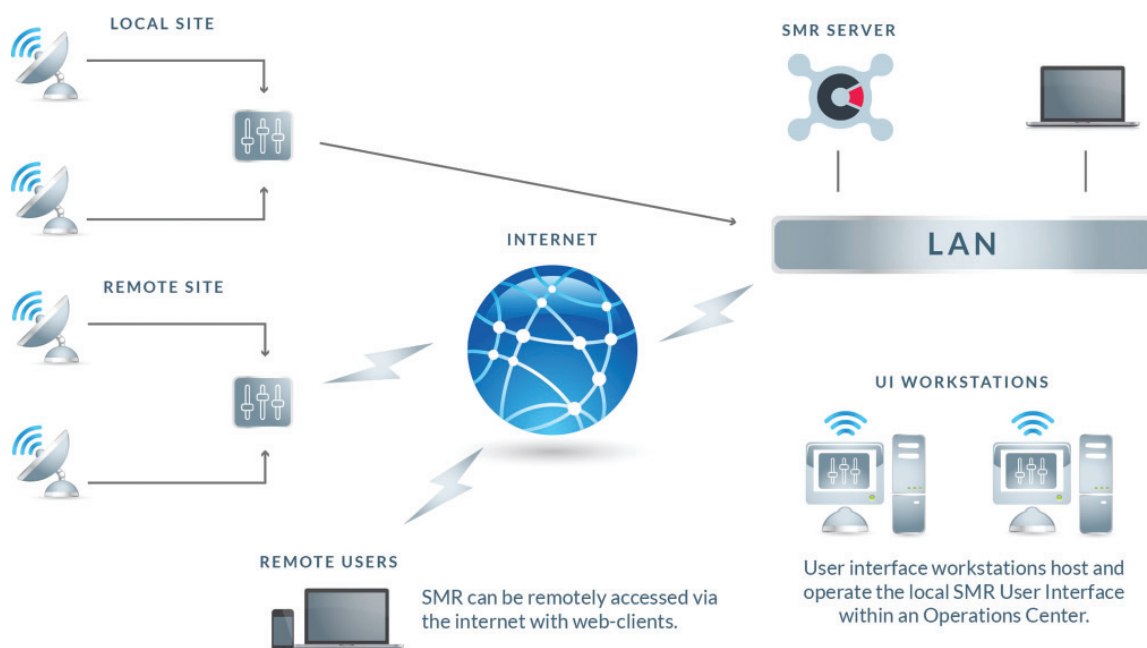 LOCAL SITE
SMR SERVER
INTERNET
LAN
REMOTE SITE
UI WORKSTATIONS
REMOTE USERS
SMR can be remotely accessed via
the internet with web-clients.
User interface workstations host and
operate the local SMR User Interface
within an Operations Center.